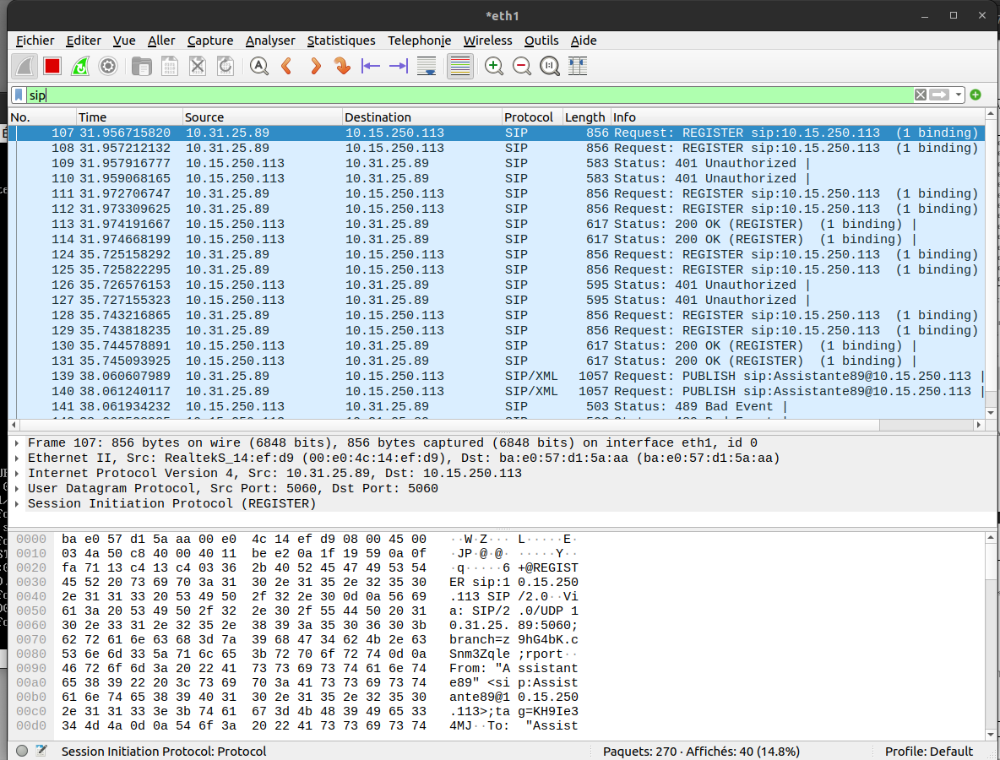 *eth1
Fichier Editer Vue Aller Capture Analyser Statistiques Telephonie Wireless Outils Aide
sip
No. Time Source Destination Protocol Length Info
107 31.956715820 10.31.25.89 10.15.250.113 SIP 856 Request: REGISTER sip:10.15.250.113 (1 binding)
108 31.957212132 10.31.25.89 10.15.250.113 SIP 856 Request: REGISTER sip:10.15.250.113 (1 binding)
109 31.957916777 10.15.250.113 10.31.25.89 SIP 583 Status: 401 Unauthorized |
110 31.959068165 10.15.250.113 10.31.25.89 SIP 583 Status: 401 Unauthorized |
111 31.972706747 10.31.25.89 10.15.250.113 SIP 856 Request: REGISTER sip:10.15.250.113 (1 binding)
112 31.973309625 10.31.25.89 10.15.250.113 SIP 856 Request: REGISTER sip:10.15.250.113 (1 binding)
113 31.974191667 10.15.250.113 10.31.25.89 SIP 617 Status: 200 OK (REGISTER) (1 binding) |
114 31.974668199 10.15.250.113 10.31.25.89 SIP 617 Status: 200 OK (REGISTER) (1 binding) |
124 35.725158292 10.31.25.89 10.15.250.113 SIP 856 Request: REGISTER sip:10.15.250.113 (1 binding)
125 35.725822295 10.31.25.89 10.15.250.113 SIP 856 Request: REGISTER sip:10.15.250.113 (1 binding)
126 35.726576153 10.15.250.113 10.31.25.89 SIP 595 Status: 401 Unauthorized |
127 35.727155323 10.15.250.113 10.31.25.89 SIP 595 Status: 401 Unauthorized |
128 35.743216865 10.31.25.89 10.15.250.113 SIP 856 Request: REGISTER sip:10.15.250.113 (1 binding)
129 35.743818235 10.31.25.89 10.15.250.113 SIP 856 Request: REGISTER sip:10.15.250.113 (1 binding)
130 35.744578891 10.15.250.113 10.31.25.89 SIP 617 Status: 200 OK (REGISTER) (1 binding) |
131 35.745093925 10.15.250.113 10.31.25.89 SIP 617 Status: 200 OK (REGISTER) (1 binding) |
139 38.060607989 10.31.25.89 10.15.250.113 SIP/XML 1057 Request: PUBLISH sip:Assistante89@10.15.250.113 |
140 38.061240117 10.31.25.89 10.15.250.113 SIP/XML 1057 Request: PUBLISH sip:Assistante89@10.15.250.113 |
141 38.061934232 10.15.250.113 10.31.25.89 SIP 503 Status: 489 Bad Event |
Frame 107: 856 bytes on wire (6848 bits), 856 bytes captured (6848 bits) on interface eth1, id 0
Ethernet II, Src: RealtekS_14:ef:d9 (00:e0:4c:14:ef:d9), Dst: ba:e0:57:d1:5a:aa (ba:e0:57:d1:5a:aa)
Internet Protocol Version 4, Src: 10.31.25.89, Dst: 10.15.250.113
User Datagram Protocol, Src Port: 5060, Dst Port: 5060
Session Initiation Protocol (REGISTER)
0000 ba e0 57 d1 5a aa 00 e0 4c 14 ef d9 08 00 45 00 ··W·Z··· L·····E·
0010 03 4a 50 c8 40 00 40 11 be e2 0a 1f 19 59 0a 0f ·JP·@·@· ·····Y··
0020 fa 71 13 c4 13 c4 03 36 2b 40 52 45 47 49 53 54 ·q·····6 +@REGIST
0030 45 52 20 73 69 70 3a 31 30 2e 31 35 2e 32 35 30 ER sip:1 0.15.250
0040 2e 31 31 33 20 53 49 50 2f 32 2e 30 0d 0a 56 69 .113 SIP /2.0··Vi
0050 61 3a 20 53 49 50 2f 32 2e 30 2f 55 44 50 20 31 a: SIP/2 .0/UDP 1
0060 30 2e 33 31 2e 32 35 2e 38 39 3a 35 30 36 30 3b 0.31.25. 89:5060;
0070 62 72 61 6e 63 68 3d 7a 39 68 47 34 62 4b 2e 63 branch=z 9hG4bK.c
0080 53 6e 6d 33 5a 71 6c 65 3b 72 70 6f 72 74 0d 0a Snm3Zqle ;rport··
0090 46 72 6f 6d 3a 20 22 41 73 73 69 73 74 61 6e 74 From: "A ssistant
00a0 65 38 39 22 20 3c 73 69 70 3a 41 73 73 69 73 74 e89" <si p:Assist
00b0 61 6e 74 65 38 39 40 31 30 2e 31 35 2e 32 35 30 ante89@1 0.15.250
00c0 2e 31 31 33 3e 3b 74 61 67 3d 4b 48 39 49 65 33 .113>;ta g=KH9Ie3
00d0 34 4d 4a 0d 0a 54 6f 3a 20 22 41 73 73 69 73 74 4MJ··To: "Assist
Session Initiation Protocol: Protocol Paquets: 270 · Affichés: 40 (14.8%) Profile: Default